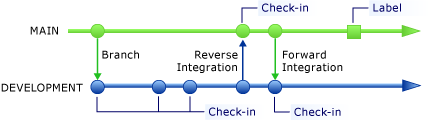 Check-in
Label
MAIN
Branch
Reverse
Integration
Forward
Integration
DEVELOPMENT
Check-in
Check-in